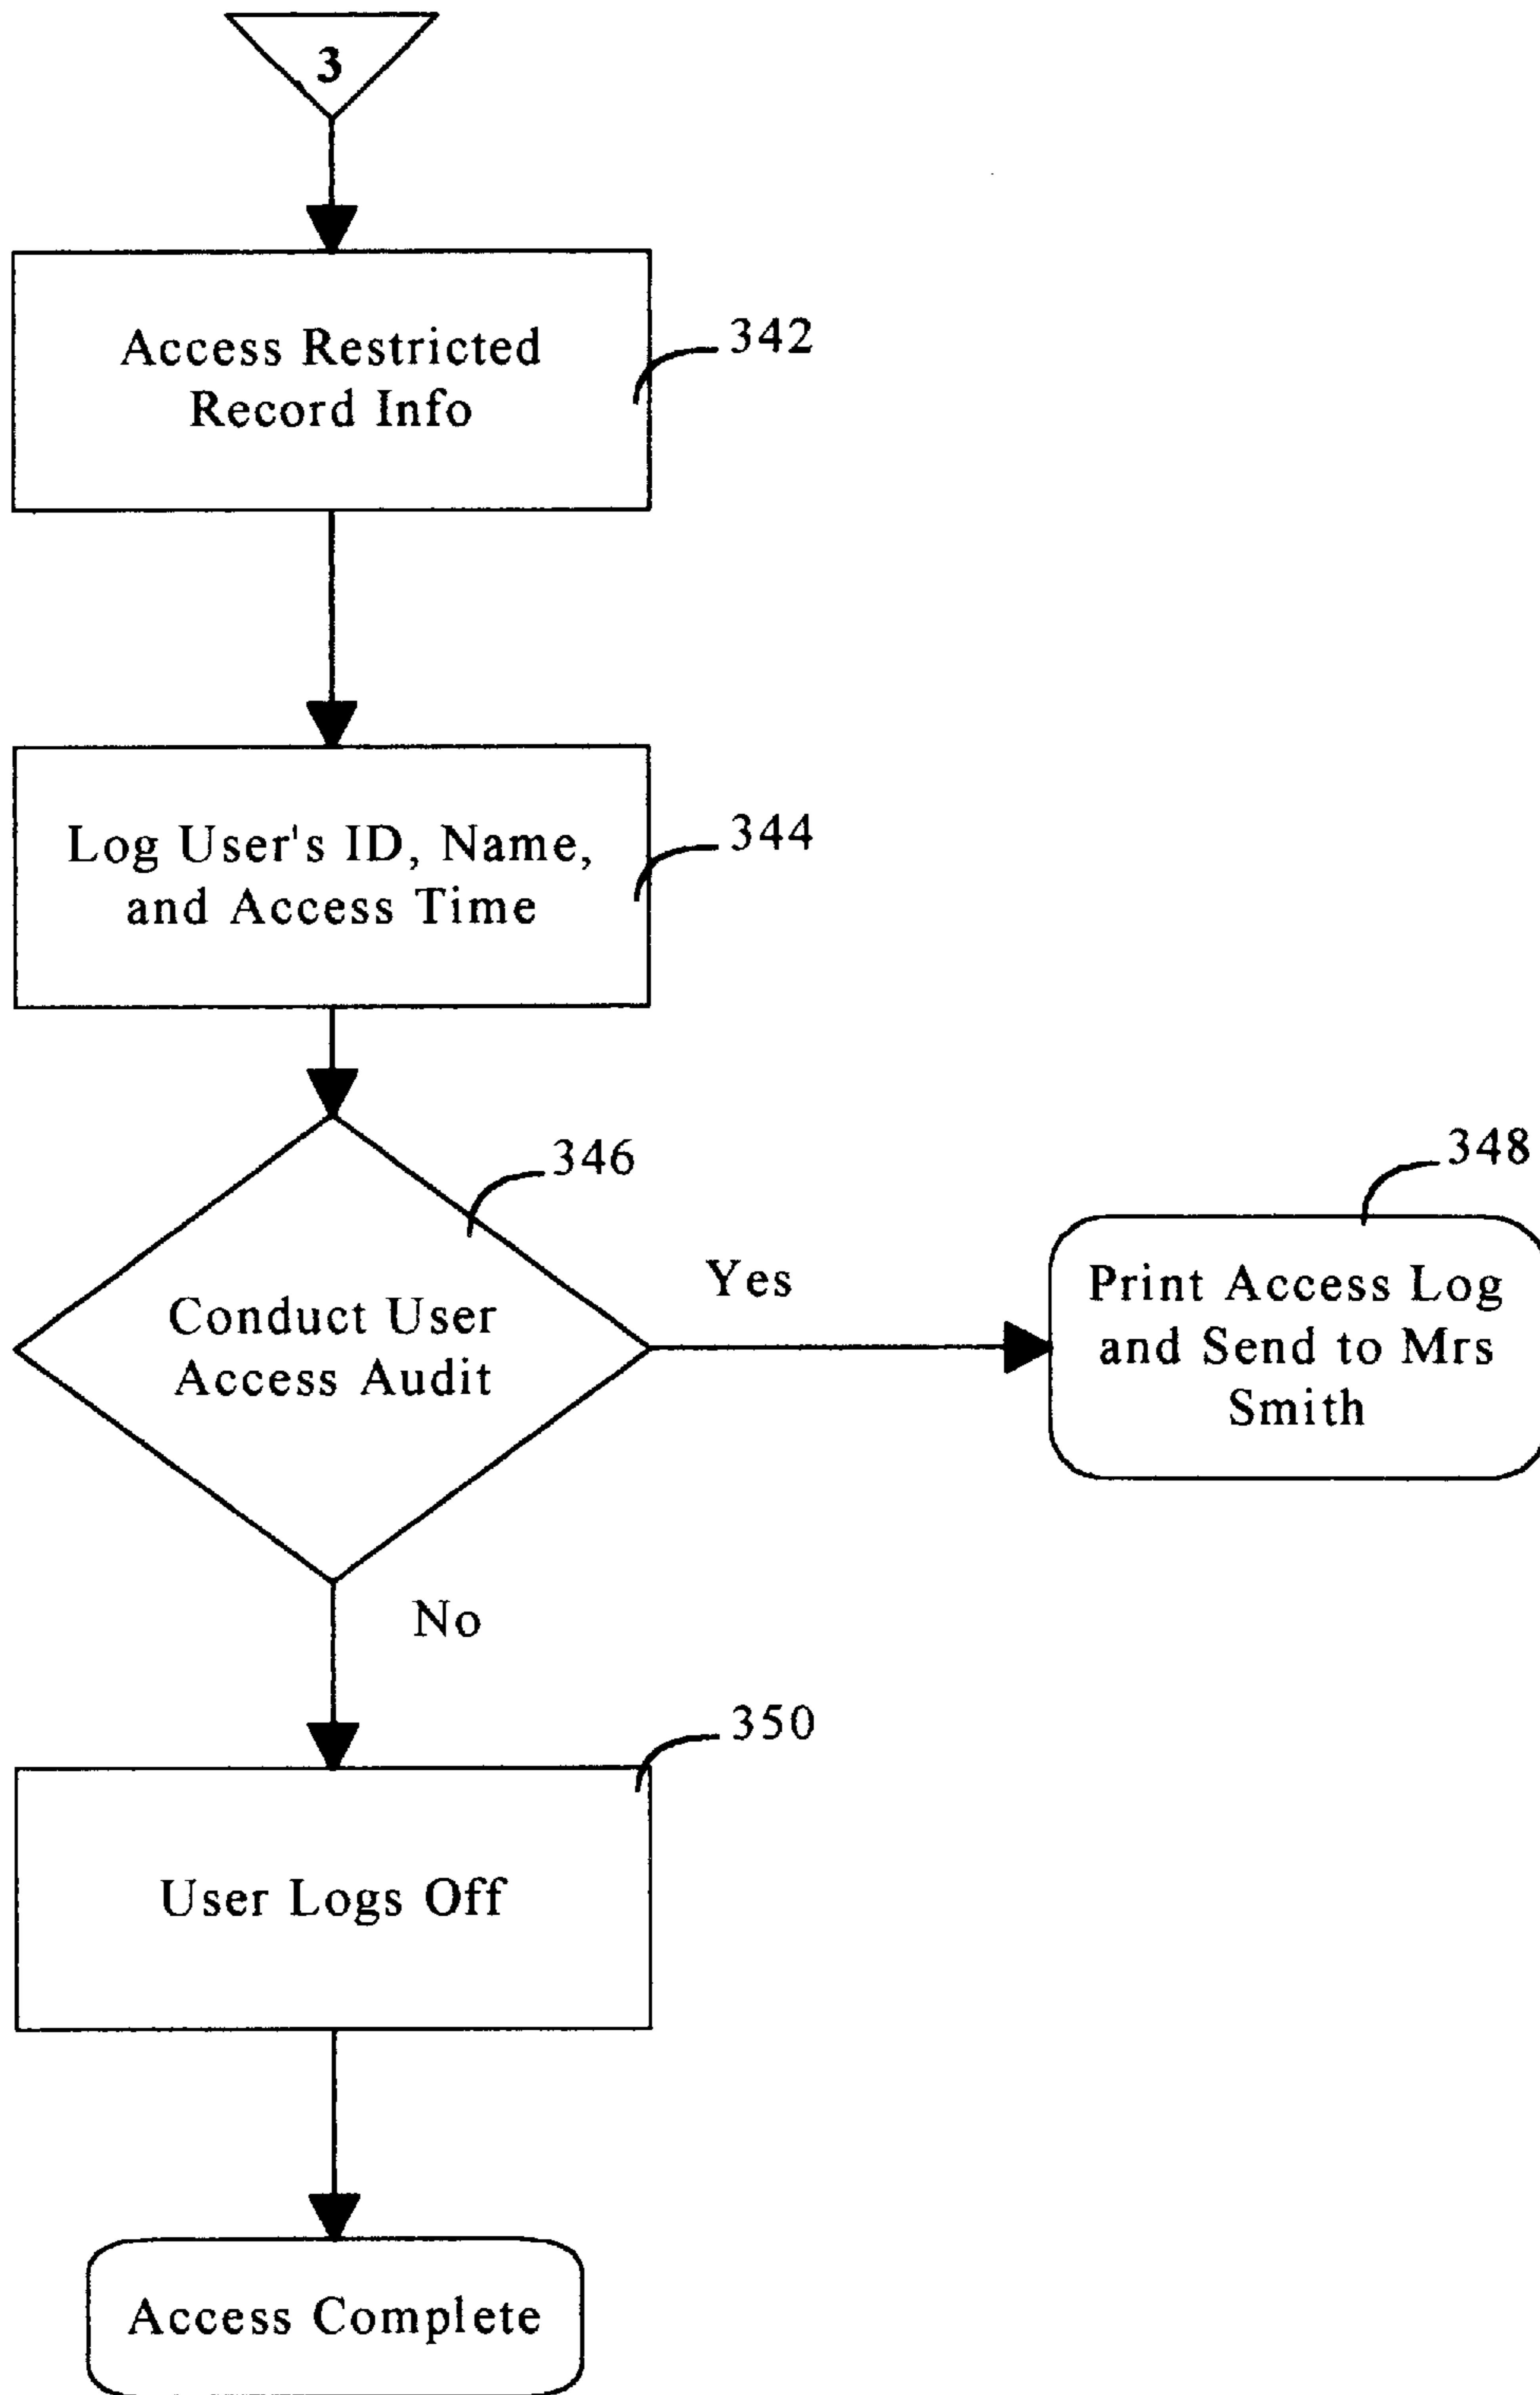 3
Access Restricted
Record Info
342
Log User's ID, Name,
and Access Time
344
346
Conduct User
Access Audit
Yes
348
Print Access Log
and Send to Mrs
Smith
No
350
User Logs Off
Access Complete